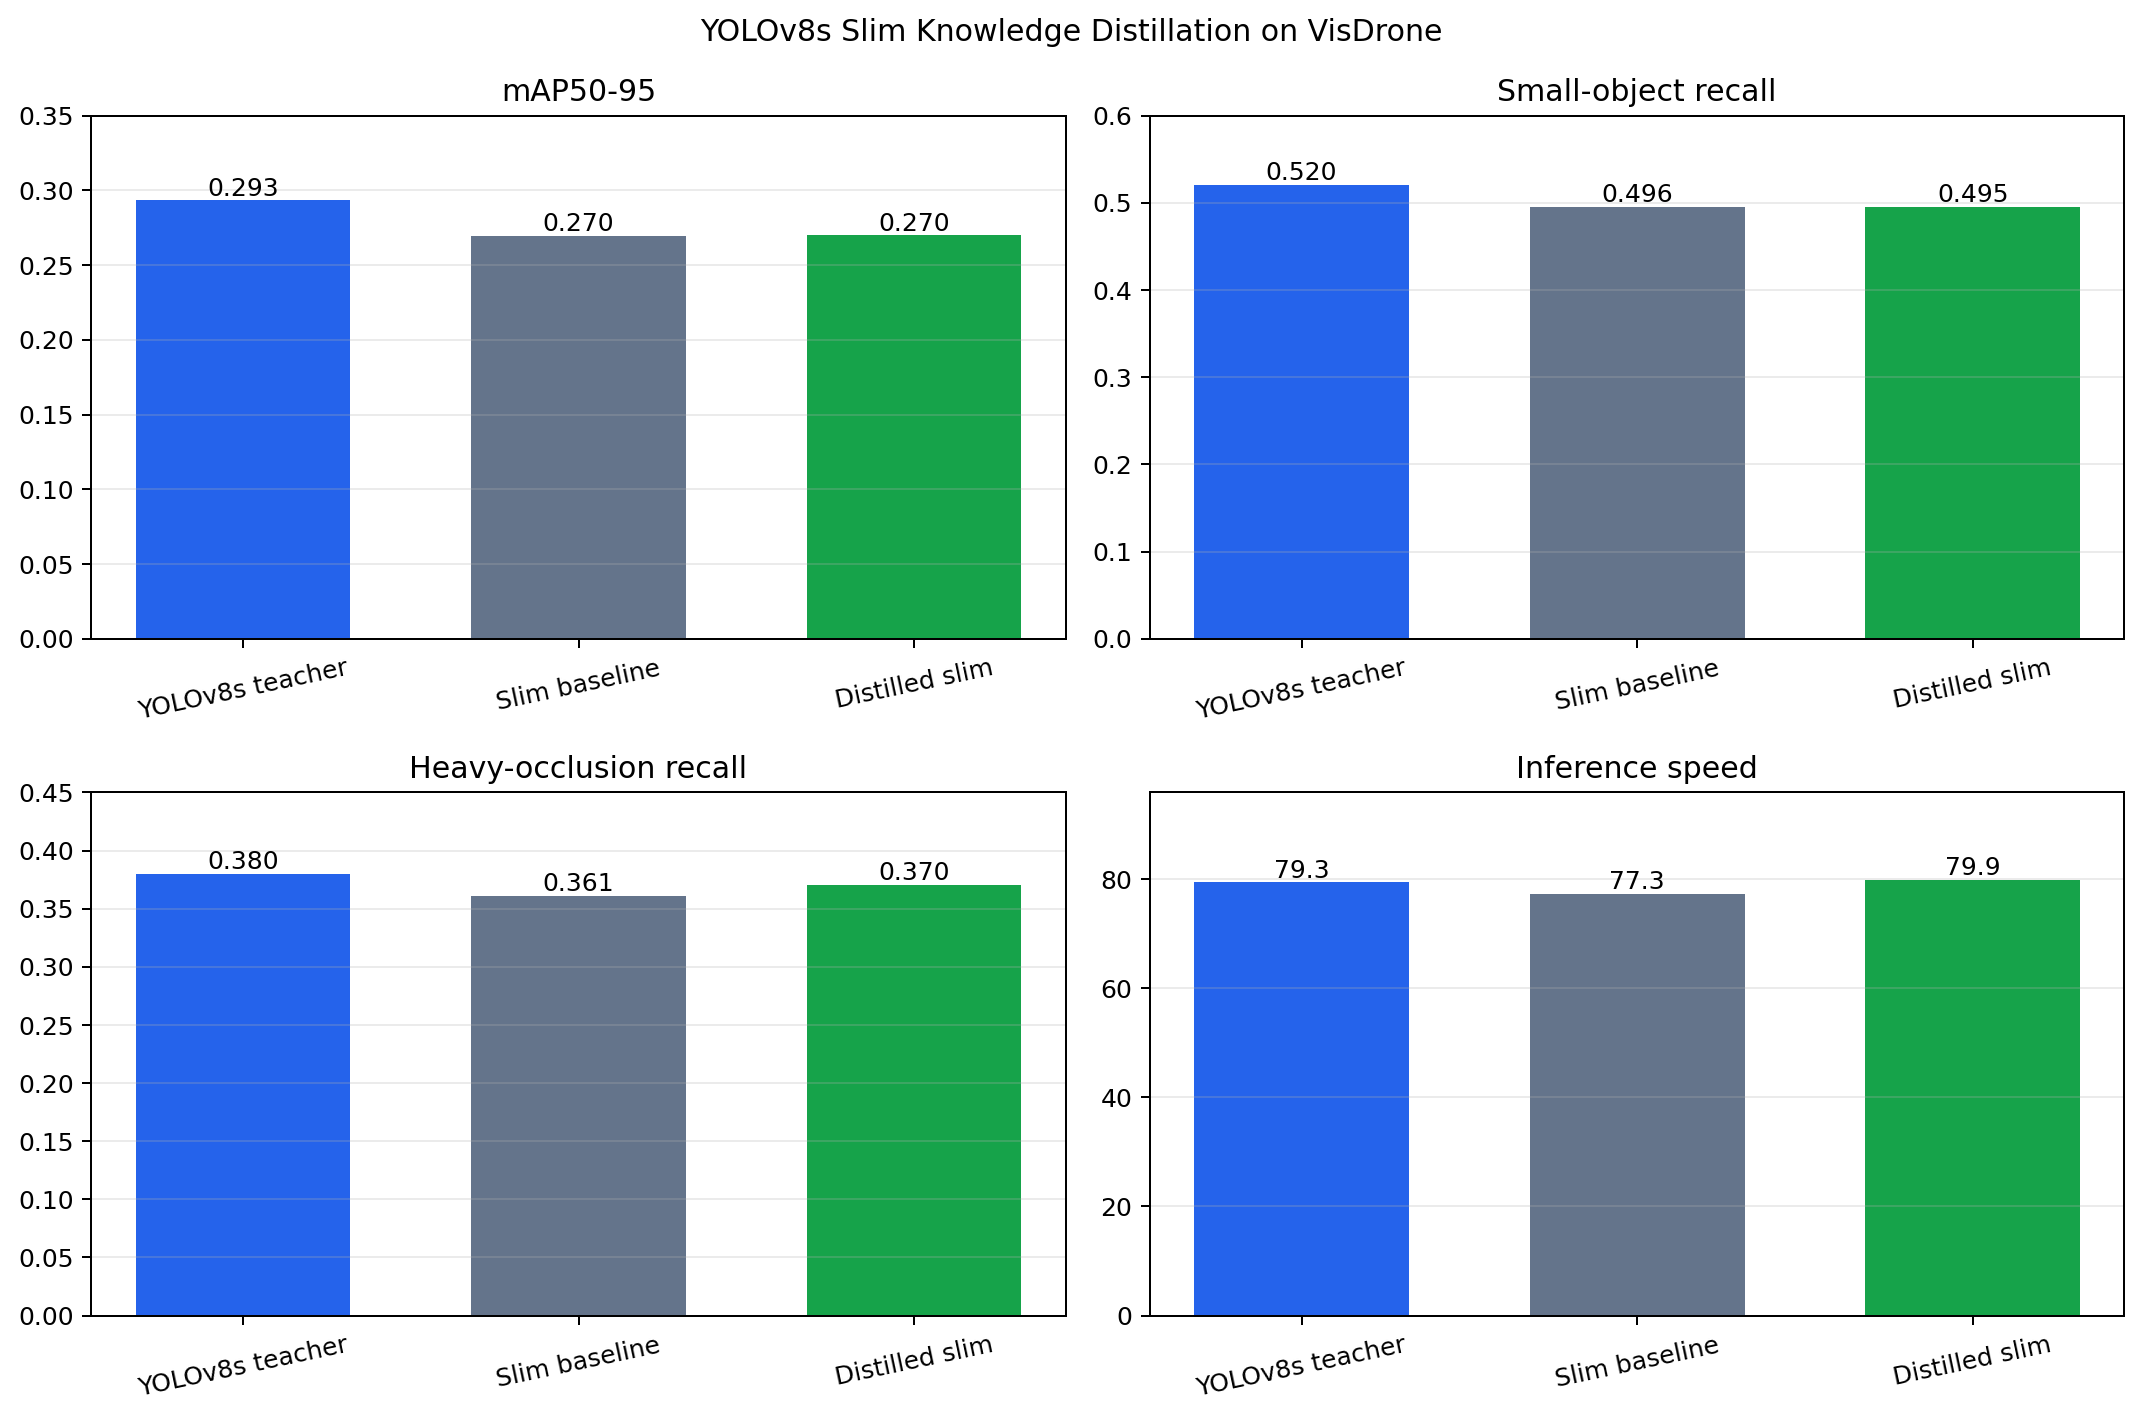 YOLOv8s Slim Knowledge Distillation on VisDrone
mAP50-95
0.35
0.30
0.25
0.20
0.15
0.10
0.05
0.00
0.293
0.270
0.270
YOLOv8s teacher
Slim baseline
Distilled slim
Small-object recall
0.6
0.5
0.4
0.3
0.2
0.1
0.0
0.520
0.496
0.495
YOLOv8s teacher
Slim baseline
Distilled slim
Heavy-occlusion recall
0.45
0.40
0.35
0.30
0.25
0.20
0.15
0.10
0.05
0.00
0.380
0.361
0.370
YOLOv8s teacher
Slim baseline
Distilled slim
Inference speed
80
60
40
20
0
79.3
77.3
79.9
YOLOv8s teacher
Slim baseline
Distilled slim